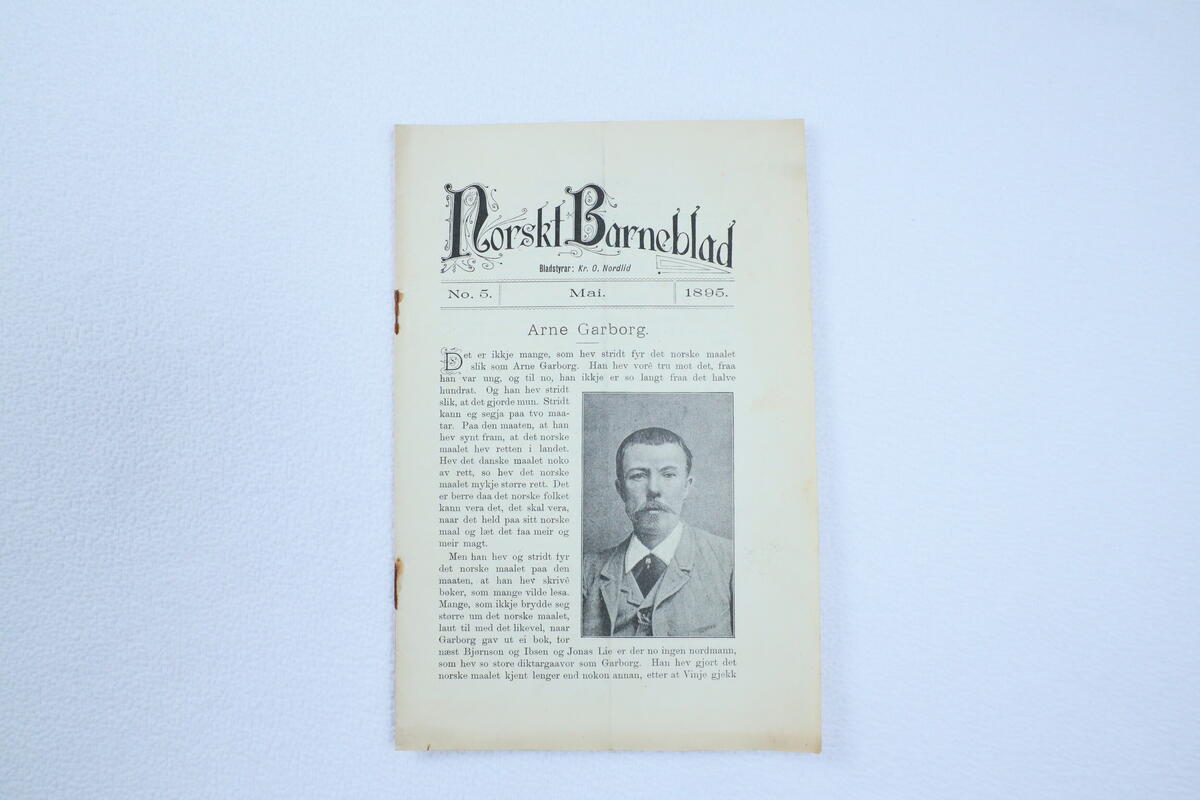 Norskt Barneblad
Bladstyrar: Kr. O. Nordlid
No. 5. Mai. 1895.
Arne Garborg.
Det er ikkje mange, som hev stridt fyr det norske maalet
slik som Arne Garborg. Han hev vorê tru mot det, fraa
han var ung, og til no, han ikkje er so langt fraa det halve
hundrat. Og han hev stridt
slik, at det gjorde mun. Stridt
kann eg segja paa tvo maa-
tar. Paa den maaten, at han
hev synt fram, at det norske
maalet hev retten i landet.
Hev det danske maalet noko
av rett, so hev det norske
maalet mykje større rett. Det
er berre daa det norske folket
kann vera det, det skal vera,
naar det held paa sitt norske
maal og læt det faa meir og
meir magt.
Men han hev og stridt fyr
det norske maalet paa den
maaten, at han hev skrivê
bøker, som mange vilde lesa.
Mange, som ikkje brydde seg
større um det norske maalet,
laut til med det likevel, naar
Garborg gav ut ei bok, for
næst Bjørnson og Ibsen og Jonas Lie er der no ingen nordmann,
som hev so store diktargaavor som Garborg. Han hev gjort det
norske maalet kjent lenger end nokon annan, etter at Vinje gjekk